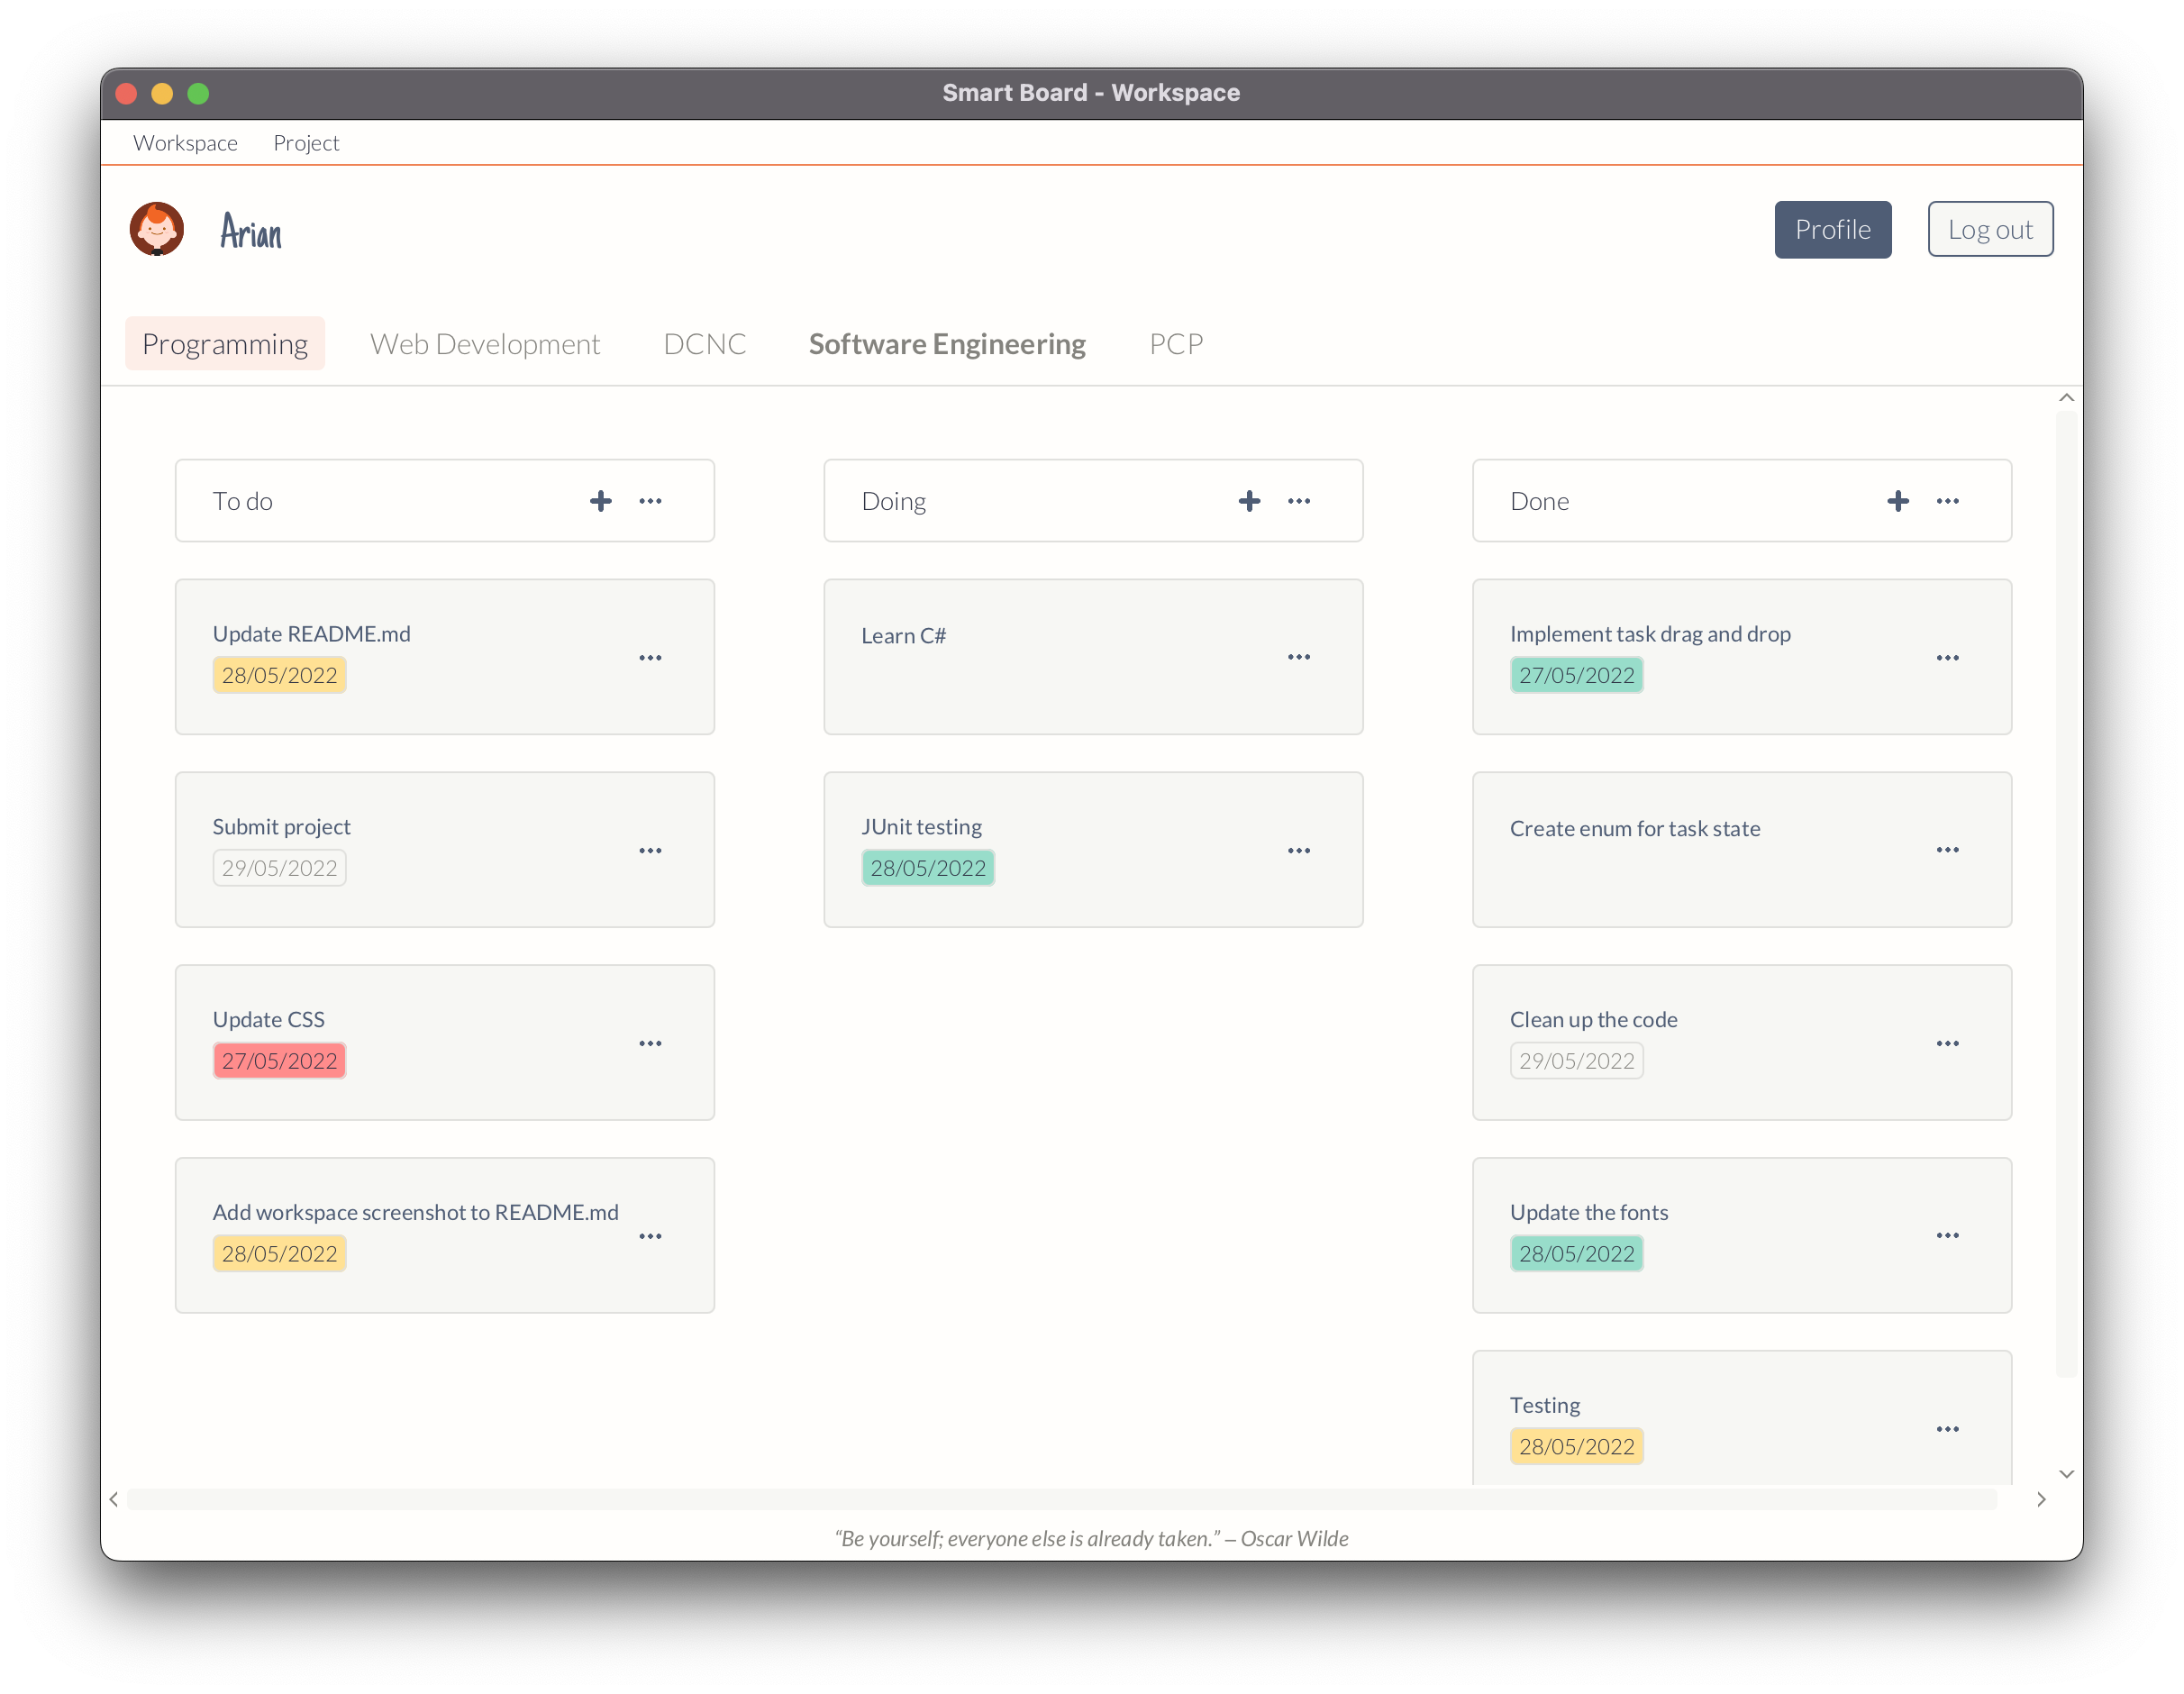 Smart Board - Workspace
Workspace Project
Arian
Profile Log out
Programming Web Development DCNC Software Engineering PCP
To do
Update README.md
28/05/2022
Submit project
29/05/2022
Update CSS
27/05/2022
Add workspace screenshot to README.md
28/05/2022
Doing
Learn C#
JUnit testing
28/05/2022
Done
Implement task drag and drop
27/05/2022
Create enum for task state
Clean up the code
29/05/2022
Update the fonts
28/05/2022
Testing
28/05/2022
“Be yourself; everyone else is already taken.” – Oscar Wilde